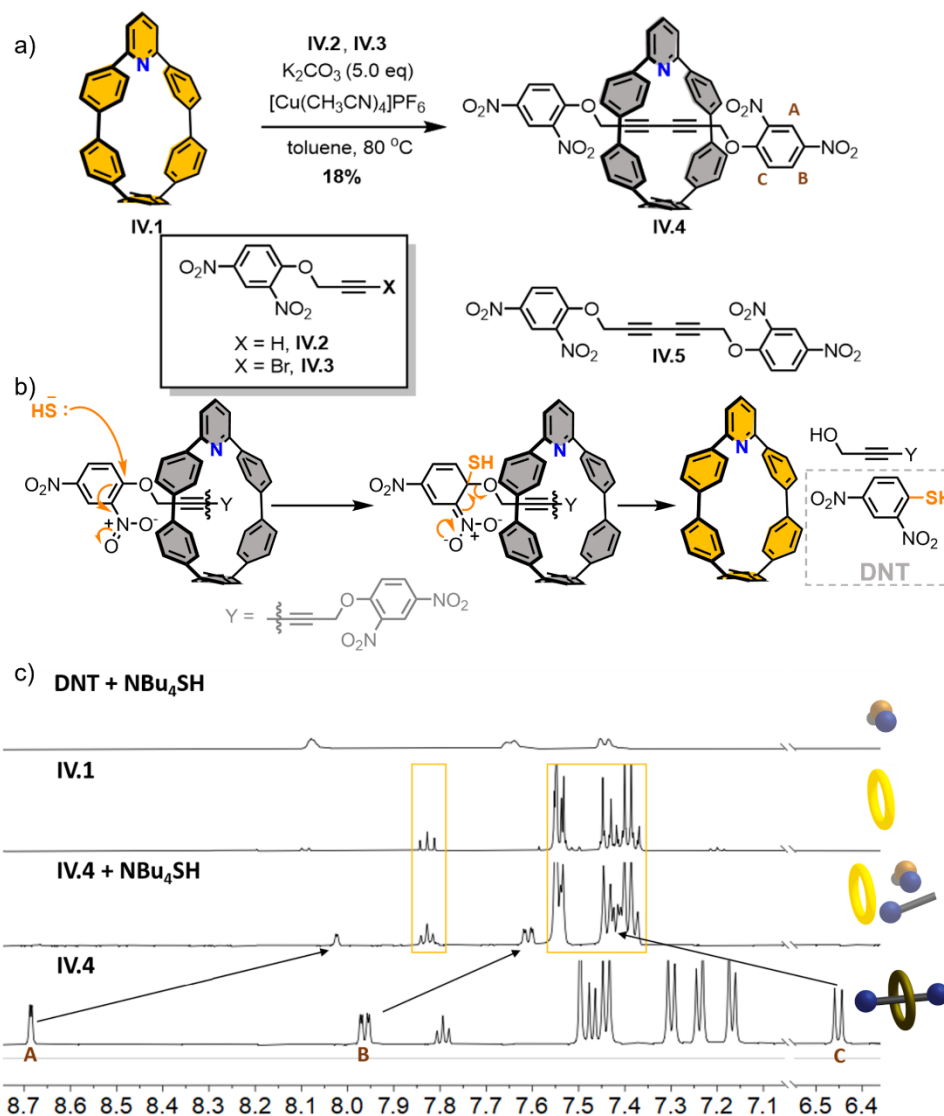 a)
N
IV.1
IV.2, IV.3
K₂CO₃ (5.0 eq)
[Cu(CH₃CN)₄]PF₆
toluene, 80 °C
18%
NO₂
O
NO₂
N
O
NO₂
A
NO₂
C
B
IV.4
O₂N
O
X
NO₂
X = H, IV.2
X = Br, IV.3
O₂N
O
NO₂
NO₂
O
NO₂
IV.5
b)
HS:⁻
O₂N
O
N
Y
N⁺
O⁻
O
O₂N
SH
O
N
Y
⁻O
N⁺
O⁻
N
HO
Y
O₂N
SH
NO₂
DNT
Y =
O
NO₂
O₂N
c)
DNT + NBu₄SH
IV.1
IV.4 + NBu₄SH
IV.4
A
B
C
8.7 8.6 8.5 8.4 8.3 8.2 8.1 8.0 7.9 7.8 7.7 7.6 7.5 7.4 7.3 7.2 7.1 6.5 6.4